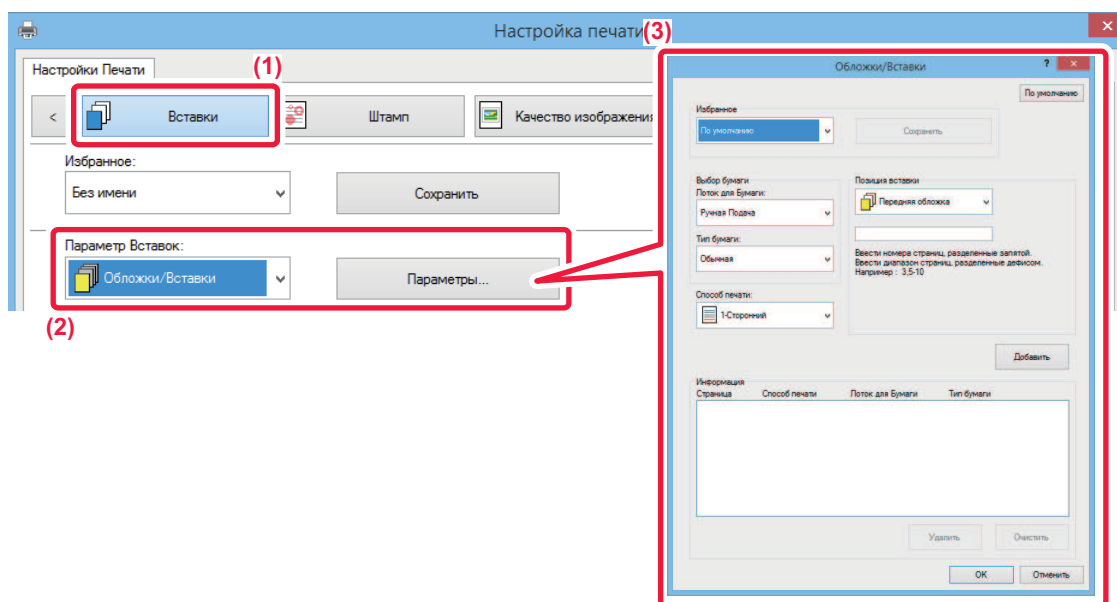 Настройка печати
(3)
Настройки Печати
(1)
<
Вставки
Штамп
Качество изображения
Избранное:
Без имени
Сохранить
Параметр Вставок:
Обложки/Вставки
Параметры...
(2)
Обложки/Вставки
?
По умолчанию
Избранное
По умолчанию
Сохранить
Выбор бумаги
Лоток для Бумаги:
Ручная Подача
Тип бумаги:
Обычная
Способ печати:
1-Сторонний
Позиция вставки
Передняя обложка
Ввести номера страниц, разделенные запятой.
Ввести диапазон страниц, разделенные дефисом.
Например : 3,5-10
Добавить
Информация
Страница Способ печати Лоток для Бумаги Тип бумаги
Удалить Очистить
OK Отменить